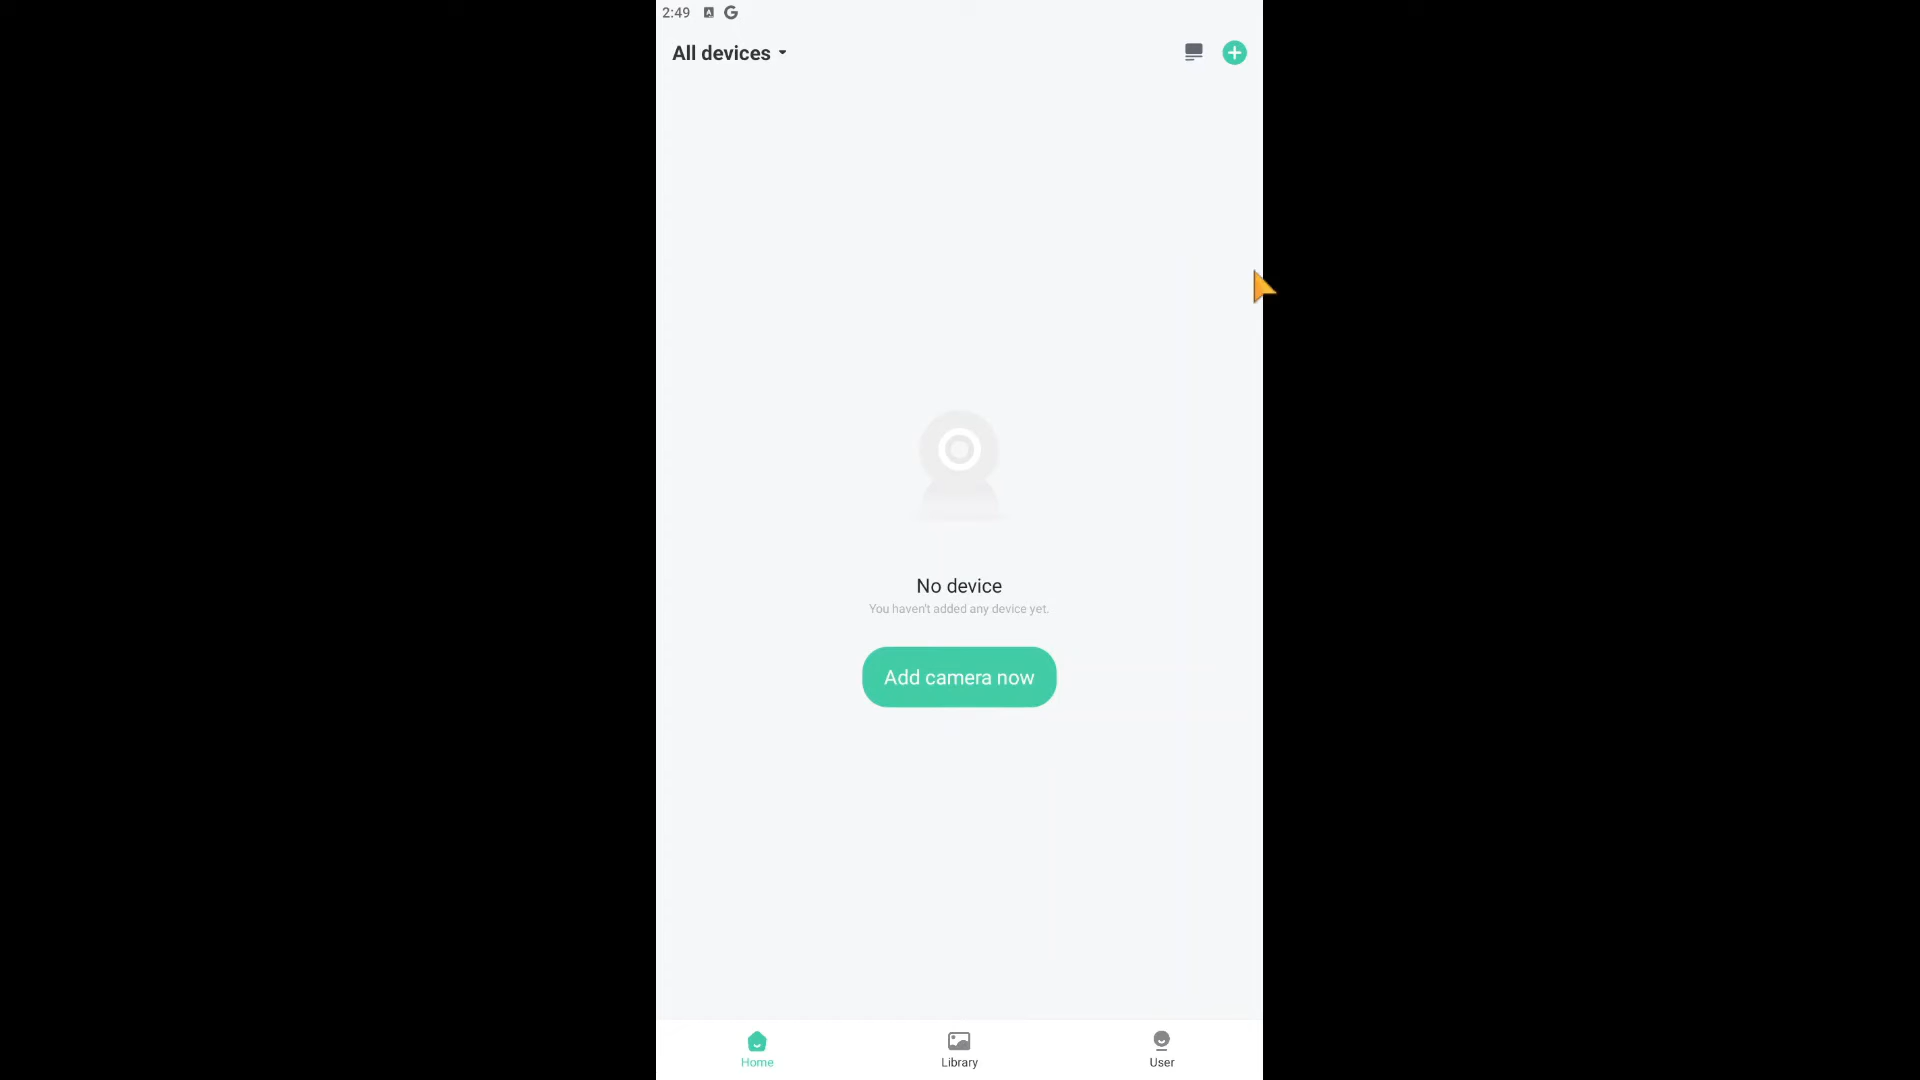 2:49
All devices
No device
You haven't added any device yet.
Add camera now
Home
Library
User